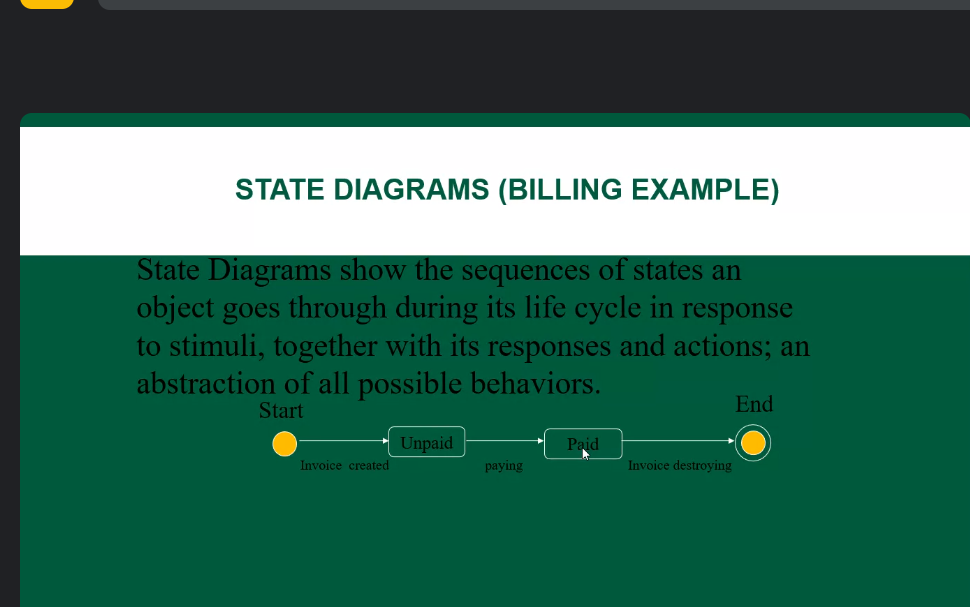 STATE DIAGRAMS (BILLING EXAMPLE)
State Diagrams show the sequences of states an
object goes through during its life cycle in response
to stimuli, together with its responses and actions; an
abstraction of all possible behaviors.
Start
End
Unpaid
Paid
Invoice created
paying
Invoice destroying